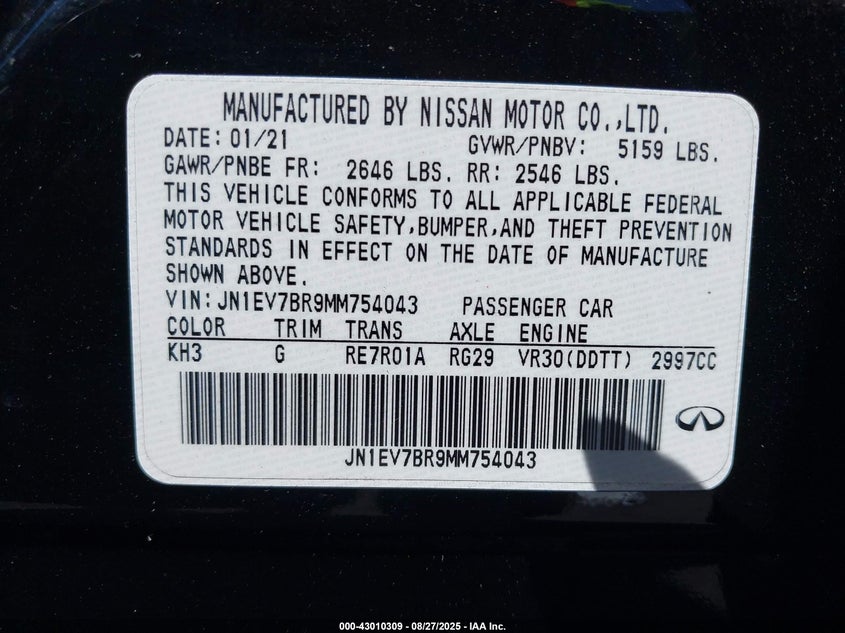 MANUFACTURED BY NISSAN MOTOR CO.,LTD.
DATE: 01/21 GVWR/PNBV: 5159 LBS.
GAWR/PNBE FR: 2646 LBS. RR: 2546 LBS.
THIS VEHICLE CONFORMS TO ALL APPLICABLE FEDERAL
MOTOR VEHICLE SAFETY,BUMPER,AND THEFT PREVENTION
STANDARDS IN EFFECT ON THE DATE OF MANUFACTURE
SHOWN ABOVE.
VIN: JN1EV7BR9MM754043 PASSENGER CAR
COLOR TRIM TRANS AXLE ENGINE
KH3 G RE7R01A RG29 VR30(DDTT) 2997CC
JN1EV7BR9MM754043
000-43010309 - 08/27/2025 - IAA Inc.